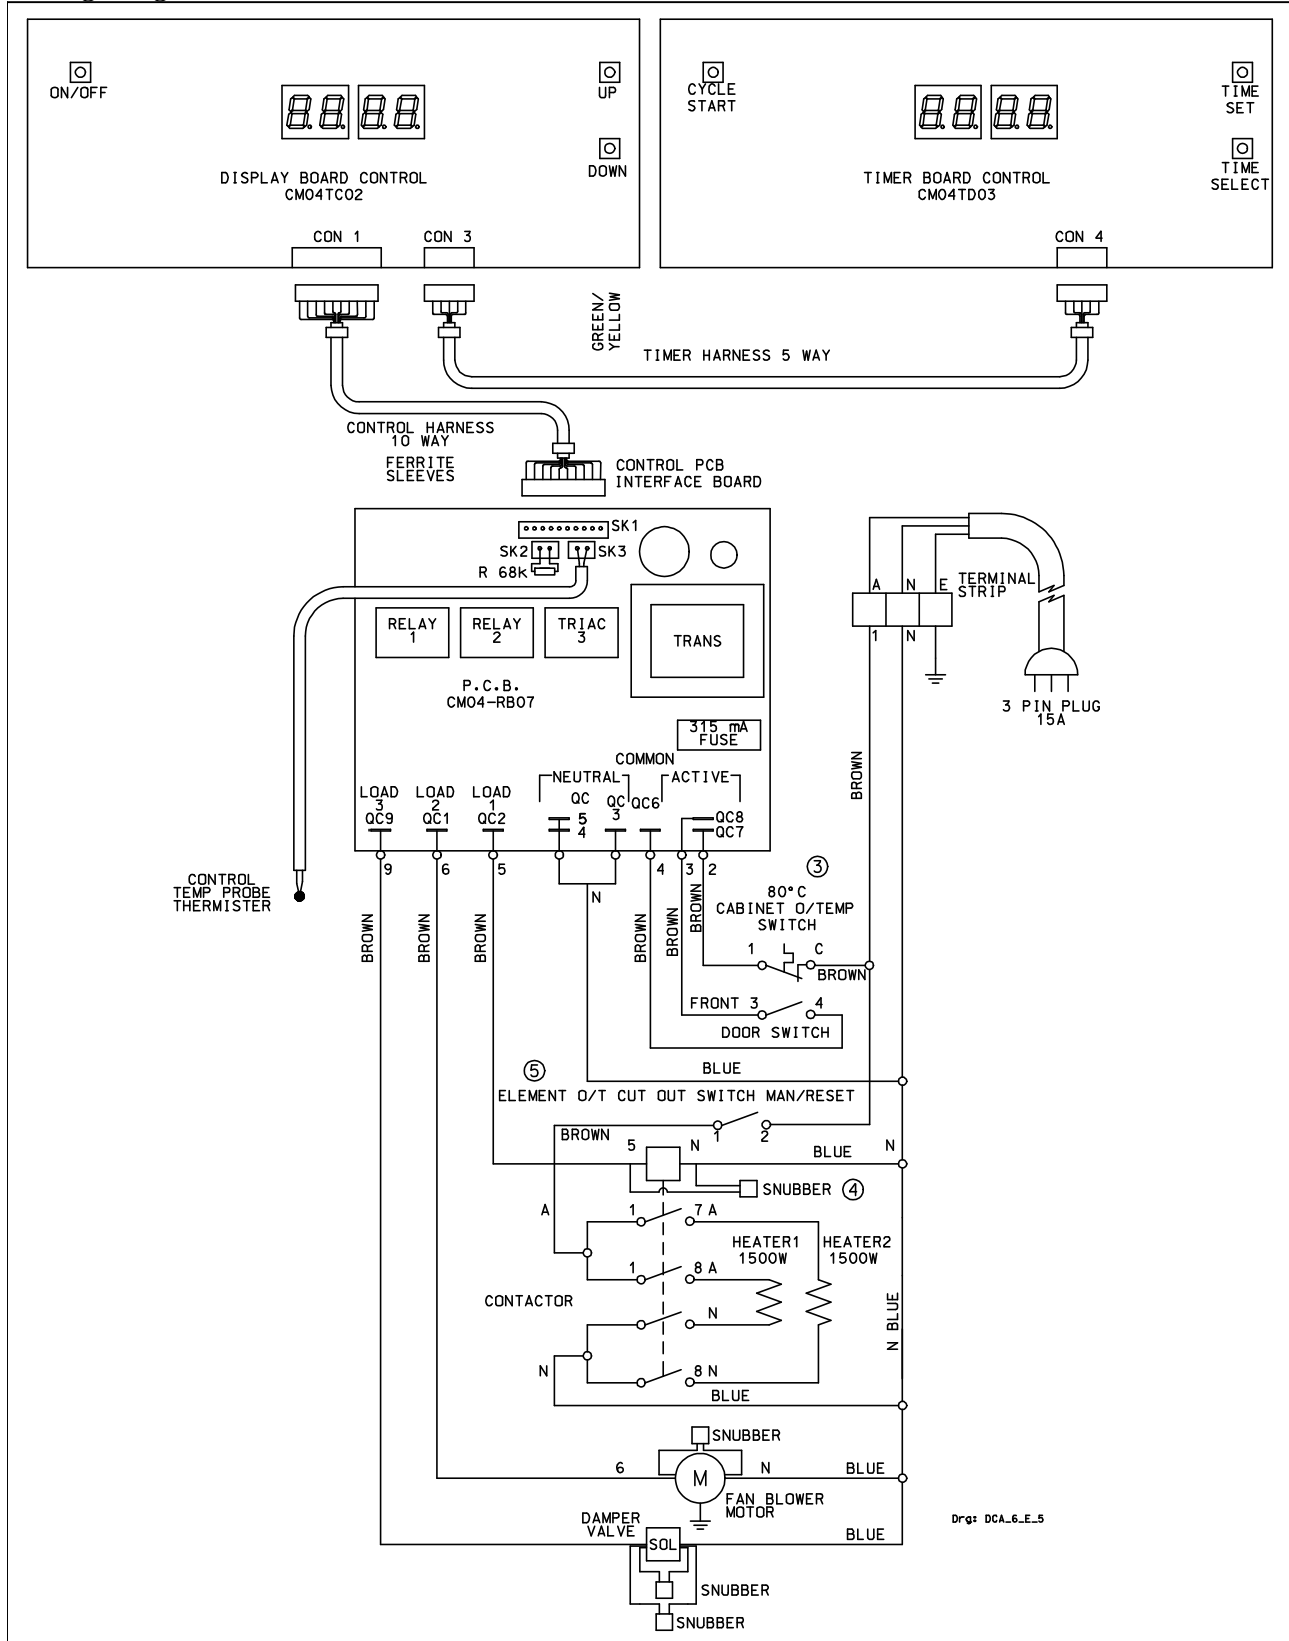 ON/OFF
UP
DOWN
DISPLAY BOARD CONTROL
CM04TC02
CON 1
CON 3
CYCLE
START
TIME
SET
TIME
SELECT
TIMER BOARD CONTROL
CM04TD03
CON 4
GREEN/
YELLOW
TIMER HARNESS 5 WAY
CONTROL HARNESS
10 WAY
FERRITE
SLEEVES
CONTROL PCB
INTERFACE BOARD
SK1
SK2
SK3
R 68k
RELAY
1
RELAY
2
TRIAC
3
TRANS
P.C.B.
CM04-RB07
315 mA
FUSE
COMMON
NEUTRAL
ACTIVE
LOAD
3
QC9
LOAD
2
QC1
LOAD
1
QC2
QC
5
4
QC
3
QC6
QC8
QC7
9
6
5
N
4
3
2
A
N
E
TERMINAL
STRIP
1
N
3 PIN PLUG
15A
BROWN
CONTROL
TEMP PROBE
THERMISTER
BROWN
BROWN
BROWN
BROWN
BROWN
BROWN
3
80°C
CABINET O/TEMP
SWITCH
1
C
BROWN
FRONT 3
4
DOOR SWITCH
BLUE
5
ELEMENT O/T CUT OUT SWITCH MAN/RESET
BROWN
1
2
5
N
BLUE
N
SNUBBER
4
A
1
7 A
HEATER1
1500W
HEATER2
1500W
1
8 A
CONTACTOR
N
N
8 N
BLUE
N BLUE
SNUBBER
6
M
N
BLUE
FAN BLOWER
MOTOR
DAMPER
VALVE
SOL
BLUE
SNUBBER
SNUBBER
Drg: DCA_6_E_5